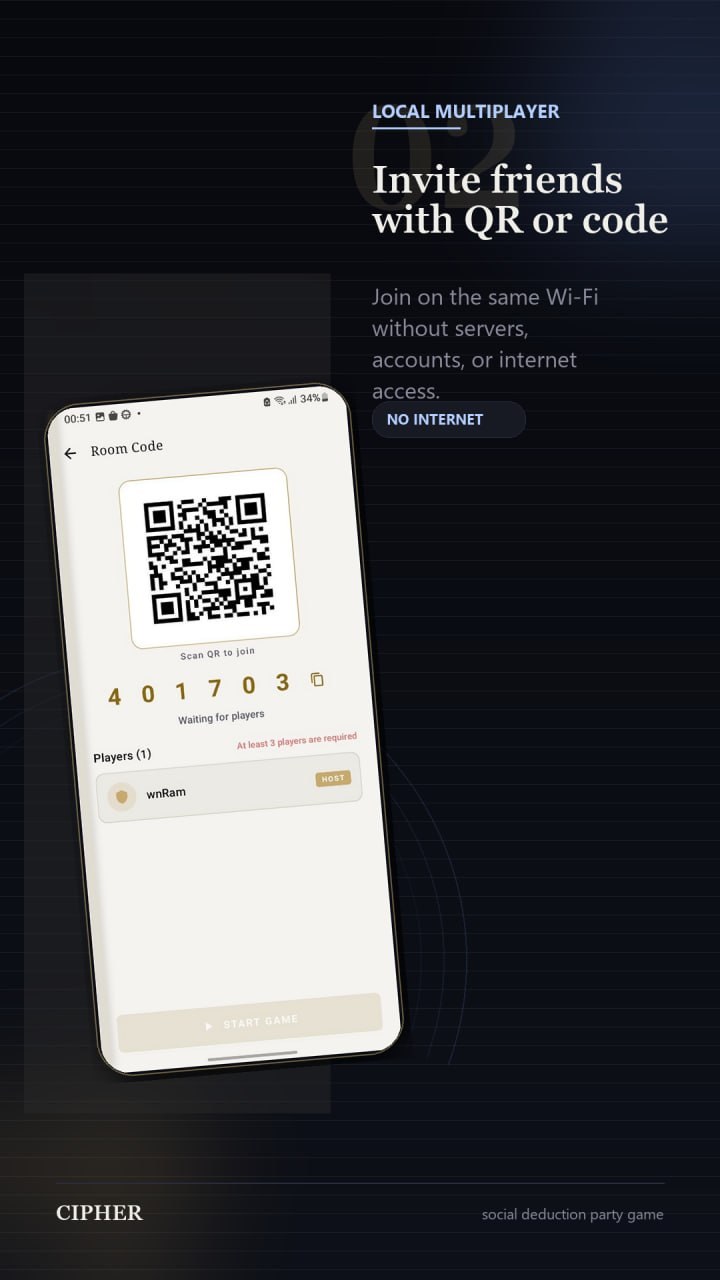 02
LOCAL MULTIPLAYER
Invite friends
with QR or code
Join on the same Wi-Fi
without servers,
accounts, or internet
access.
NO INTERNET
00:51
34%
Room Code
Scan QR to join
4 0 1 7 0 3
Waiting for players
Players (1)
At least 3 players are required
wnRam
HOST
START GAME
CIPHER
social deduction party game